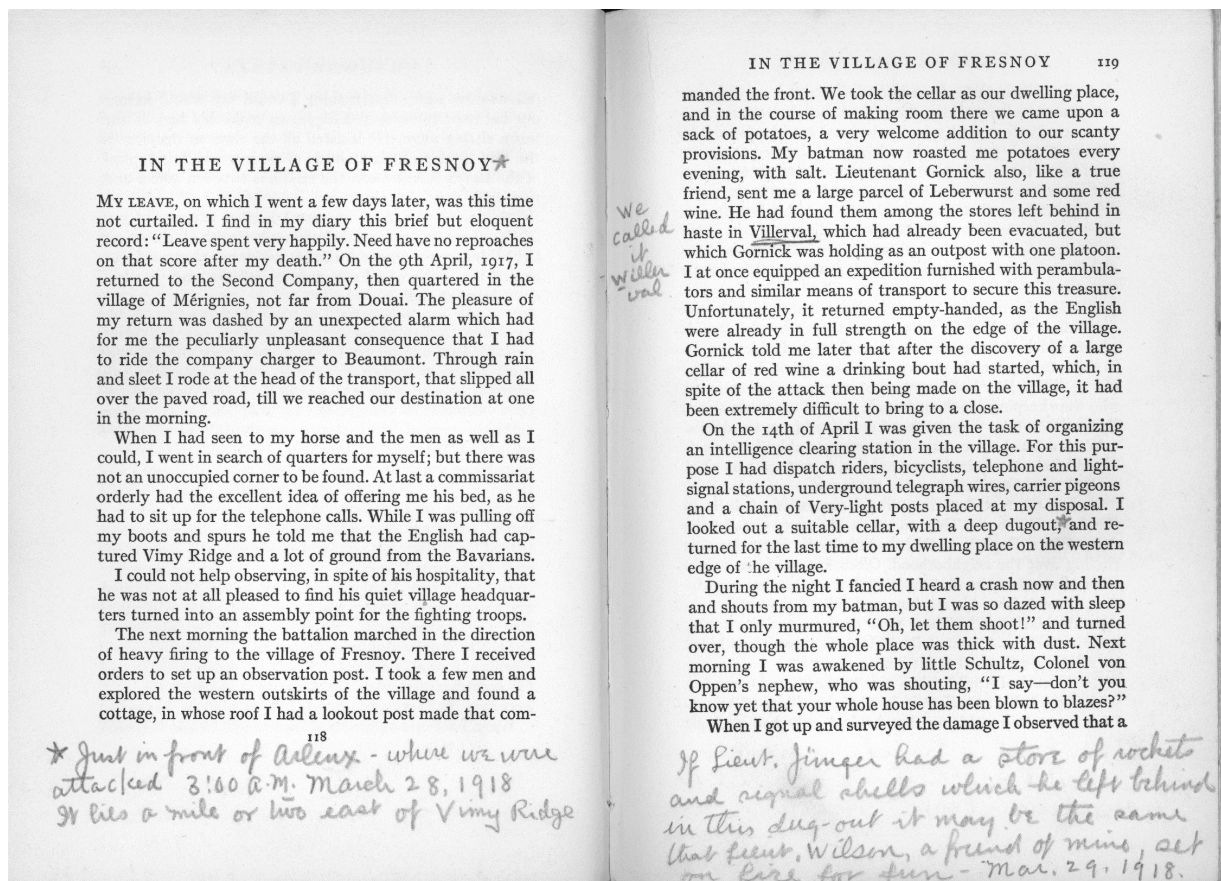 IN THE VILLAGE OF FRESNOY*
MY LEAVE, on which I went a few days later, was this time
not curtailed. I find in my diary this brief but eloquent
record: “Leave spent very happily. Need have no reproaches
on that score after my death.” On the 9th April, 1917, I
returned to the Second Company, then quartered in the
village of Mérignies, not far from Douai. The pleasure of
my return was dashed by an unexpected alarm which had
for me the peculiarly unpleasant consequence that I had
to ride the company charger to Beaumont. Through rain
and sleet I rode at the head of the transport, that slipped all
over the paved road, till we reached our destination at one
in the morning.
When I had seen to my horse and the men as well as I
could, I went in search of quarters for myself; but there was
not an unoccupied corner to be found. At last a commissariat
orderly had the excellent idea of offering me his bed, as he
had to sit up for the telephone calls. While I was pulling off
my boots and spurs he told me that the English had cap-
tured Vimy Ridge and a lot of ground from the Bavarians.
I could not help observing, in spite of his hospitality, that
he was not at all pleased to find his quiet village headquar-
ters turned into an assembly point for the fighting troops.
The next morning the battalion marched in the direction
of heavy firing to the village of Fresnoy. There I received
orders to set up an observation post. I took a few men and
explored the western outskirts of the village and found a
cottage, in whose roof I had a lookout post made that com-
118
* Just in front of Arleux - where we were
attacked 3:00 A.M. March 28, 1918
It lies a mile or two east of Vimy Ridge
IN THE VILLAGE OF FRESNOY 119
manded the front. We took the cellar as our dwelling place,
and in the course of making room there we came upon a
sack of potatoes, a very welcome addition to our scanty
provisions. My batman now roasted me potatoes every
evening, with salt. Lieutenant Gornick also, like a true
friend, sent me a large parcel of Leberwurst and some red
wine. He had found them among the stores left behind in
haste in Villerval, which had already been evacuated, but
which Gornick was holding as an outpost with one platoon.
I at once equipped an expedition furnished with perambula-
tors and similar means of transport to secure this treasure.
Unfortunately, it returned empty-handed, as the English
were already in full strength on the edge of the village.
Gornick told me later that after the discovery of a large
cellar of red wine a drinking bout had started, which, in
spite of the attack then being made on the village, it had
been extremely difficult to bring to a close.
We
called
it
Willer
val
On the 14th of April I was given the task of organizing
an intelligence clearing station in the village. For this pur-
pose I had dispatch riders, bicyclists, telephone and light-
signal stations, underground telegraph wires, carrier pigeons
and a chain of Very-light posts placed at my disposal. I
looked out a suitable cellar, with a deep dugout,* and re-
turned for the last time to my dwelling place on the western
edge of the village.
During the night I fancied I heard a crash now and then
and shouts from my batman, but I was so dazed with sleep
that I only murmured, “Oh, let them shoot!” and turned
over, though the whole place was thick with dust. Next
morning I was awakened by little Schultz, Colonel von
Oppen’s nephew, who was shouting, “I say—don’t you
know yet that your whole house has been blown to blazes?”
When I got up and surveyed the damage I observed that a
If Lieut. Jünger had a store of rockets
and signal shells which he left behind
in this dug-out it may be the same
that Lieut. Wilson, a friend of mine, set
on fire for fun - Mar. 29, 1918.